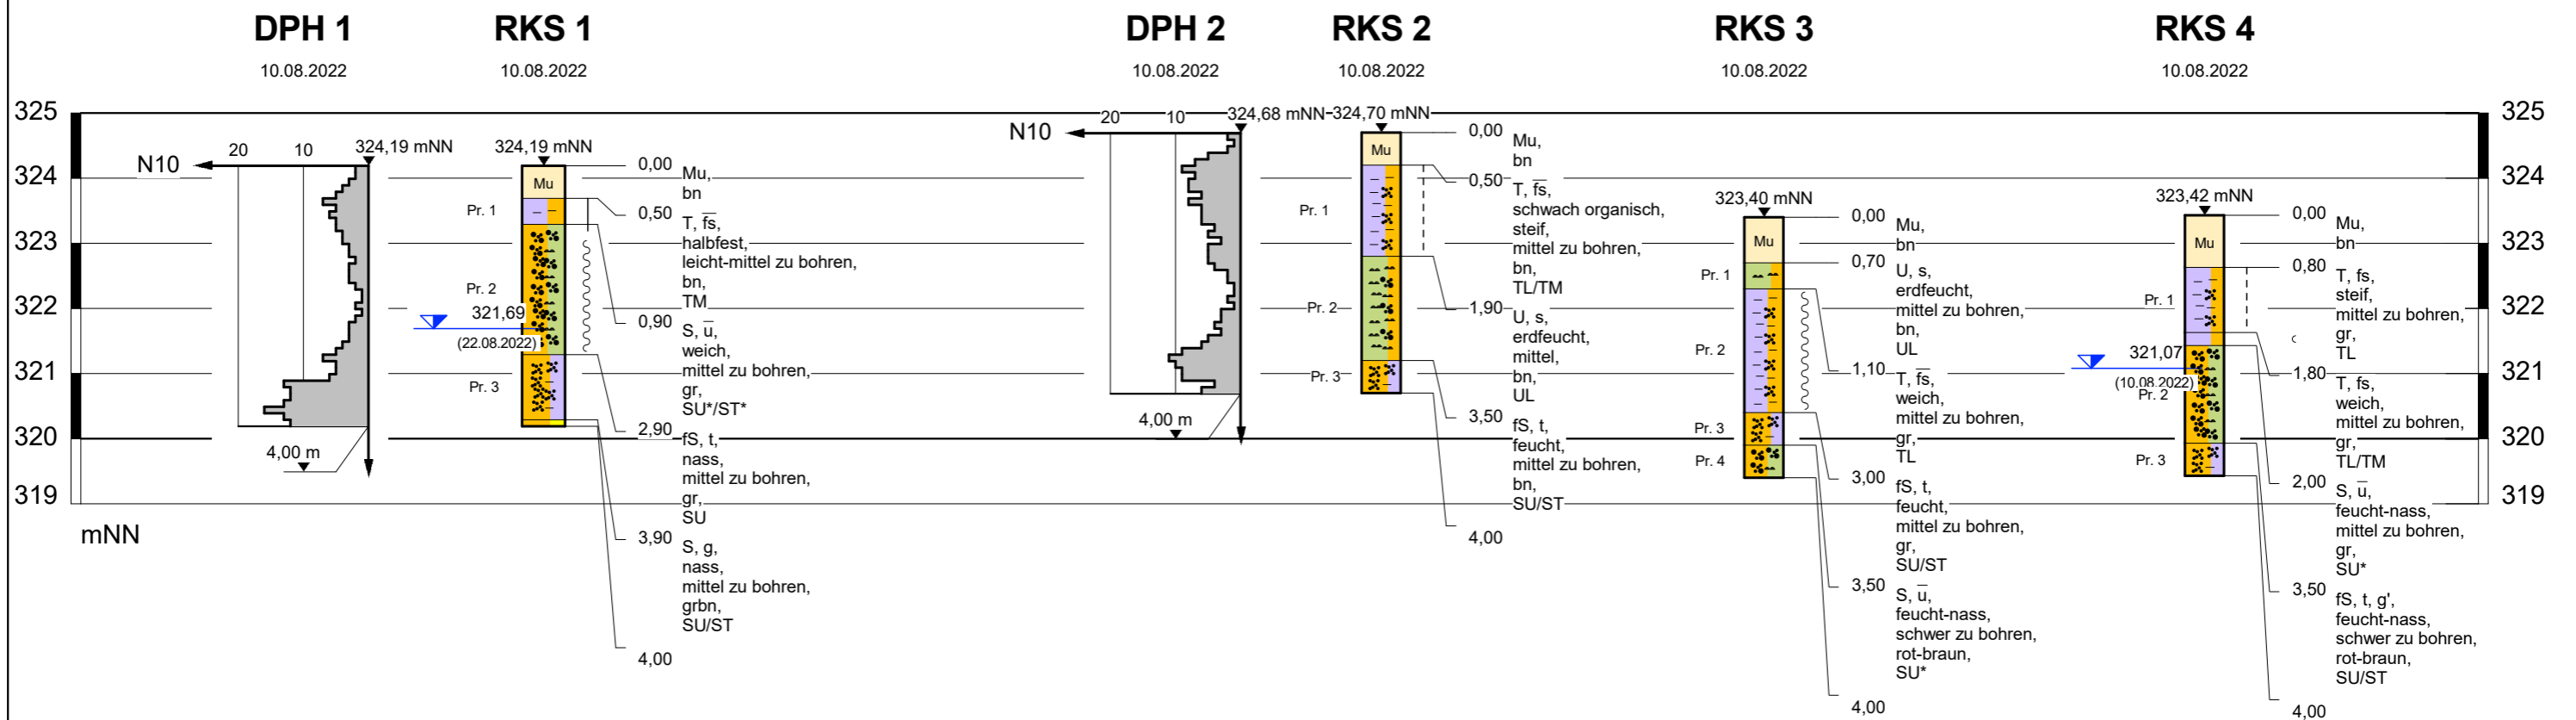 DPH 1
10.08.2022
RKS 1
10.08.2022
DPH 2
10.08.2022
RKS 2
10.08.2022
RKS 3
10.08.2022
RKS 4
10.08.2022
325
324
323
322
321
320
319
mNN
N10
20
10
324,19 mNN
4,00 m
324,19 mNN
Mu
Pr. 1
Pr. 2
321,69
(22.08.2022)
Pr. 3
0,00
Mu,
bn
0,50
T, f̅s̅,
halbfest,
leicht-mittel zu bohren,
bn,
TM
0,90
S, u̅,
weich,
mittel zu bohren,
gr,
SU*/ST*
2,90
fS, t,
nass,
mittel zu bohren,
gr,
SU
3,90
S, g,
nass,
mittel zu bohren,
grbn,
SU/ST
4,00
N10
20
10
324,68 mNN
4,00 m
324,70 mNN
Mu
Pr. 1
Pr. 2
Pr. 3
0,00
Mu,
bn
0,50
T, f̅s̅,
schwach organisch,
steif,
mittel zu bohren,
bn,
TL/TM
1,90
U, s,
erdfeucht,
mittel,
bn,
UL
3,50
fS, t,
feucht,
mittel zu bohren,
bn,
SU/ST
4,00
323,40 mNN
Mu
Pr. 1
Pr. 2
Pr. 3
Pr. 4
0,00
Mu,
bn
0,70
U, s,
erdfeucht,
mittel zu bohren,
bn,
UL
1,10
T, f̅s̅,
weich,
mittel zu bohren,
gr,
TL
3,00
fS, t,
feucht,
mittel zu bohren,
gr,
SU/ST
3,50
S, u̅,
feucht-nass,
schwer zu bohren,
rot-braun,
SU*
4,00
323,42 mNN
Mu
Pr. 1
321,07
(10.08.2022)
Pr. 2
Pr. 3
0,00
Mu,
bn
0,80
T, fs,
steif,
mittel zu bohren,
gr,
TL
1,80
T, fs,
weich,
mittel zu bohren,
gr,
TL/TM
2,00
S, u̅,
feucht-nass,
mittel zu bohren,
gr,
SU*
3,50
fS, t, g',
feucht-nass,
schwer zu bohren,
rot-braun,
SU/ST
4,00
325
324
323
322
321
320
319